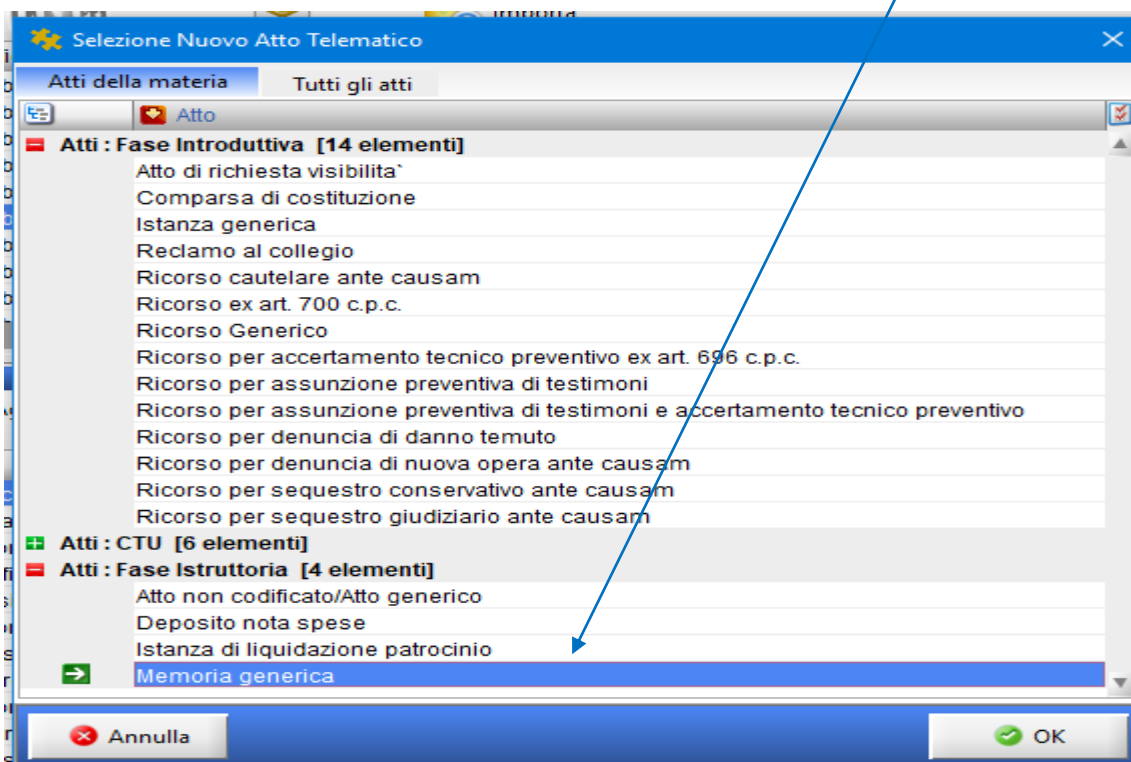 Importa
Selezione Nuovo Atto Telematico
Atti della materia Tutti gli atti
Atto
Atti : Fase Introduttiva [14 elementi]
Atto di richiesta visibilita`
Comparsa di costituzione
Istanza generica
Reclamo al collegio
Ricorso cautelare ante causam
Ricorso ex art. 700 c.p.c.
Ricorso Generico
Ricorso per accertamento tecnico preventivo ex art. 696 c.p.c.
Ricorso per assunzione preventiva di testimoni
Ricorso per assunzione preventiva di testimoni e accertamento tecnico preventivo
Ricorso per denuncia di danno temuto
Ricorso per denuncia di nuova opera ante causam
Ricorso per sequestro conservativo ante causam
Ricorso per sequestro giudiziario ante causam
Atti : CTU [6 elementi]
Atti : Fase Istruttoria [4 elementi]
Atto non codificato/Atto generico
Deposito nota spese
Istanza di liquidazione patrocinio
Memoria generica
Annulla OK